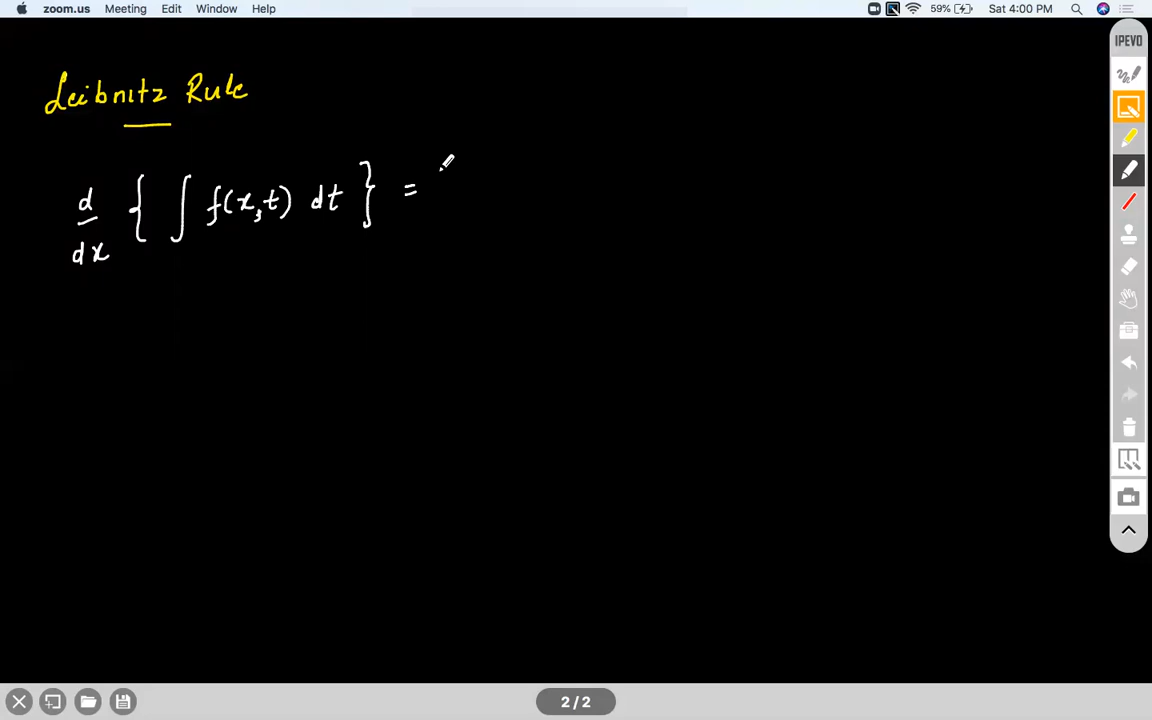 zoom.us Meeting Edit Window Help 59% Sat 4:00 PM
IPEVO
Leibnitz Rule
d/dx { ∫ f(x,t) dt } =
2/2